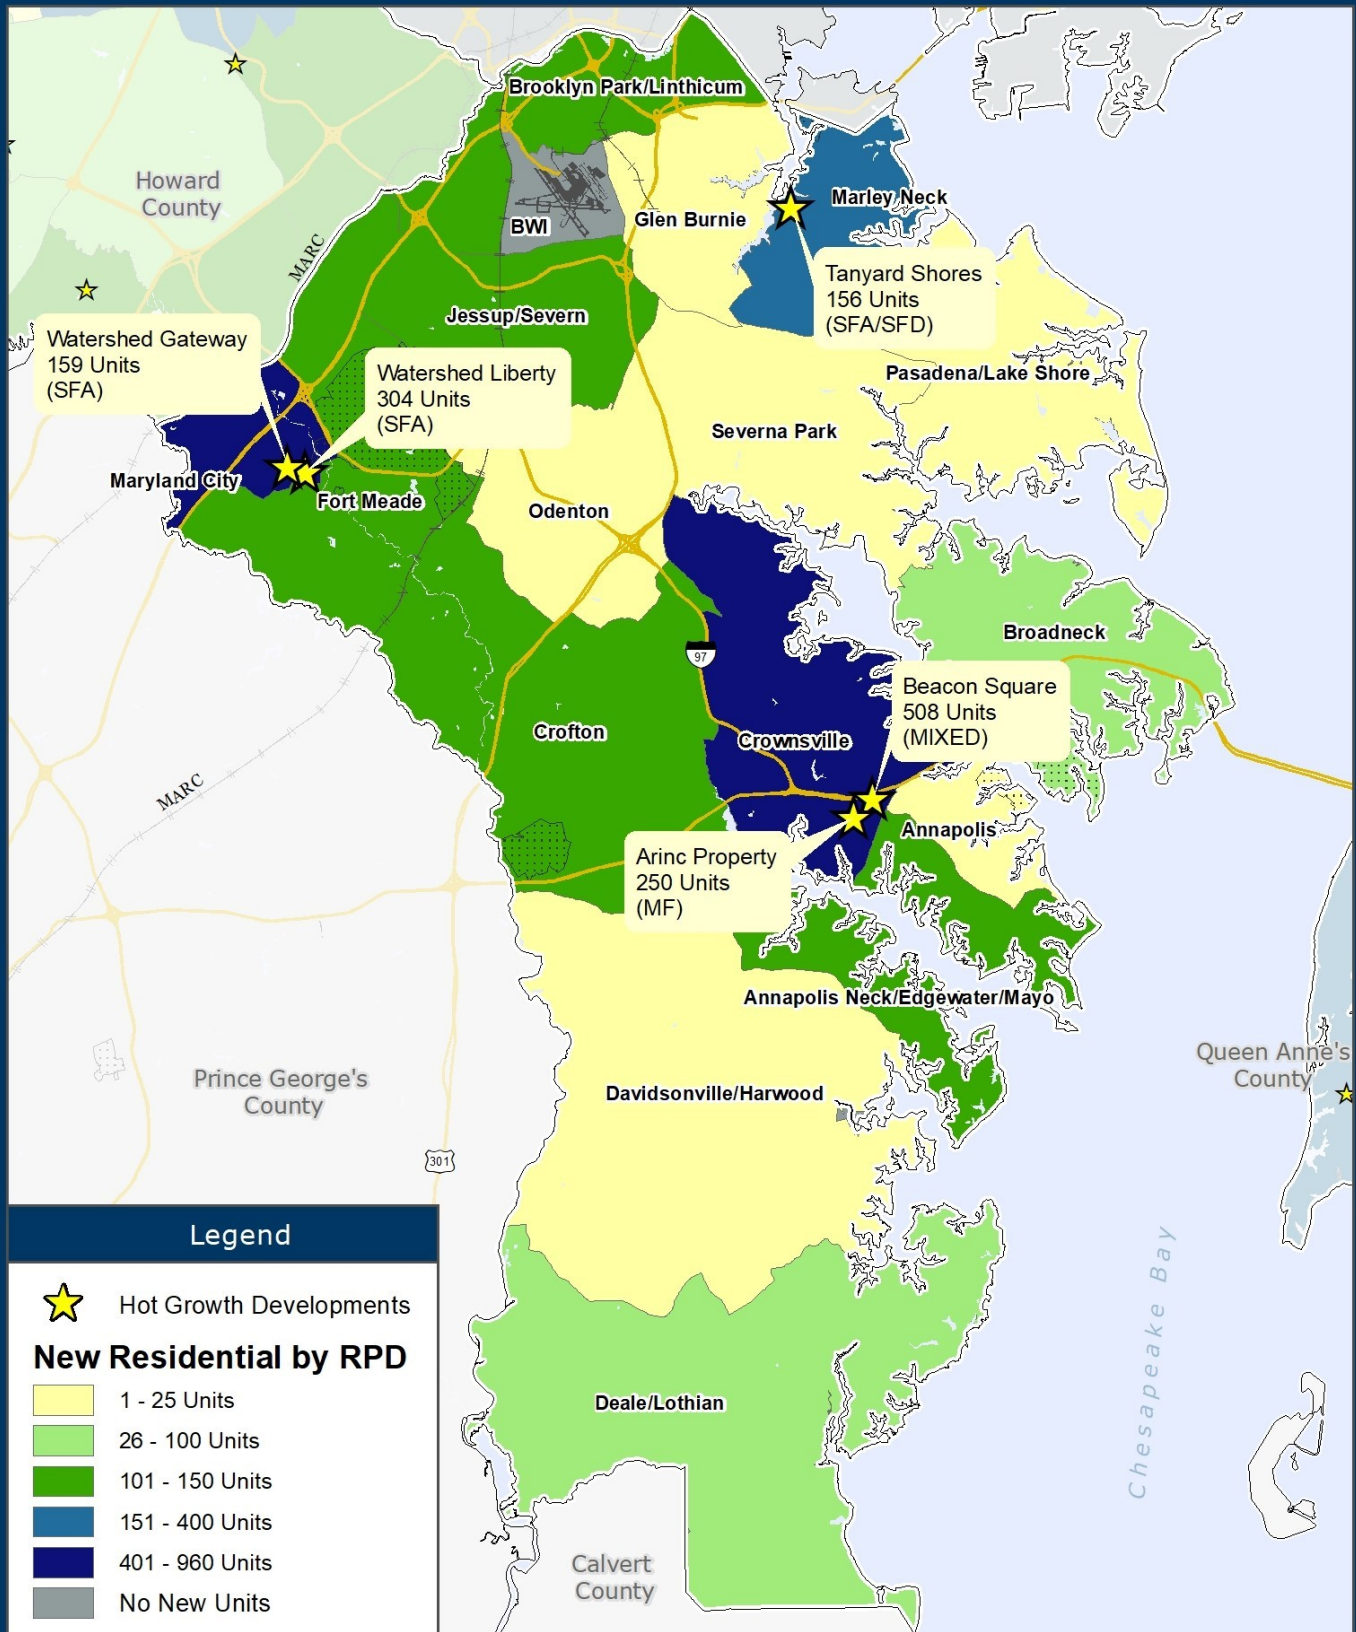 Brooklyn Park/Linthicum
Howard
County
MARC
BWI
Glen Burnie
Marley Neck
Tanyard Shores
156 Units
(SFA/SFD)
Jessup/Severn
Watershed Gateway
159 Units
(SFA)
Watershed Liberty
304 Units
(SFA)
Pasadena/Lake Shore
Severna Park
Maryland City
Fort Meade
Odenton
Broadneck
97
Beacon Square
508 Units
(MIXED)
Crofton
Crownsville
MARC
Annapolis
Arinc Property
250 Units
(MF)
Annapolis Neck/Edgewater/Mayo
Queen Anne's
County
Prince George's
County
Davidsonville/Harwood
301
Chesapeake Bay
Deale/Lothian
Calvert
County
Legend
Hot Growth Developments
New Residential by RPD
1 - 25 Units
26 - 100 Units
101 - 150 Units
151 - 400 Units
401 - 960 Units
No New Units